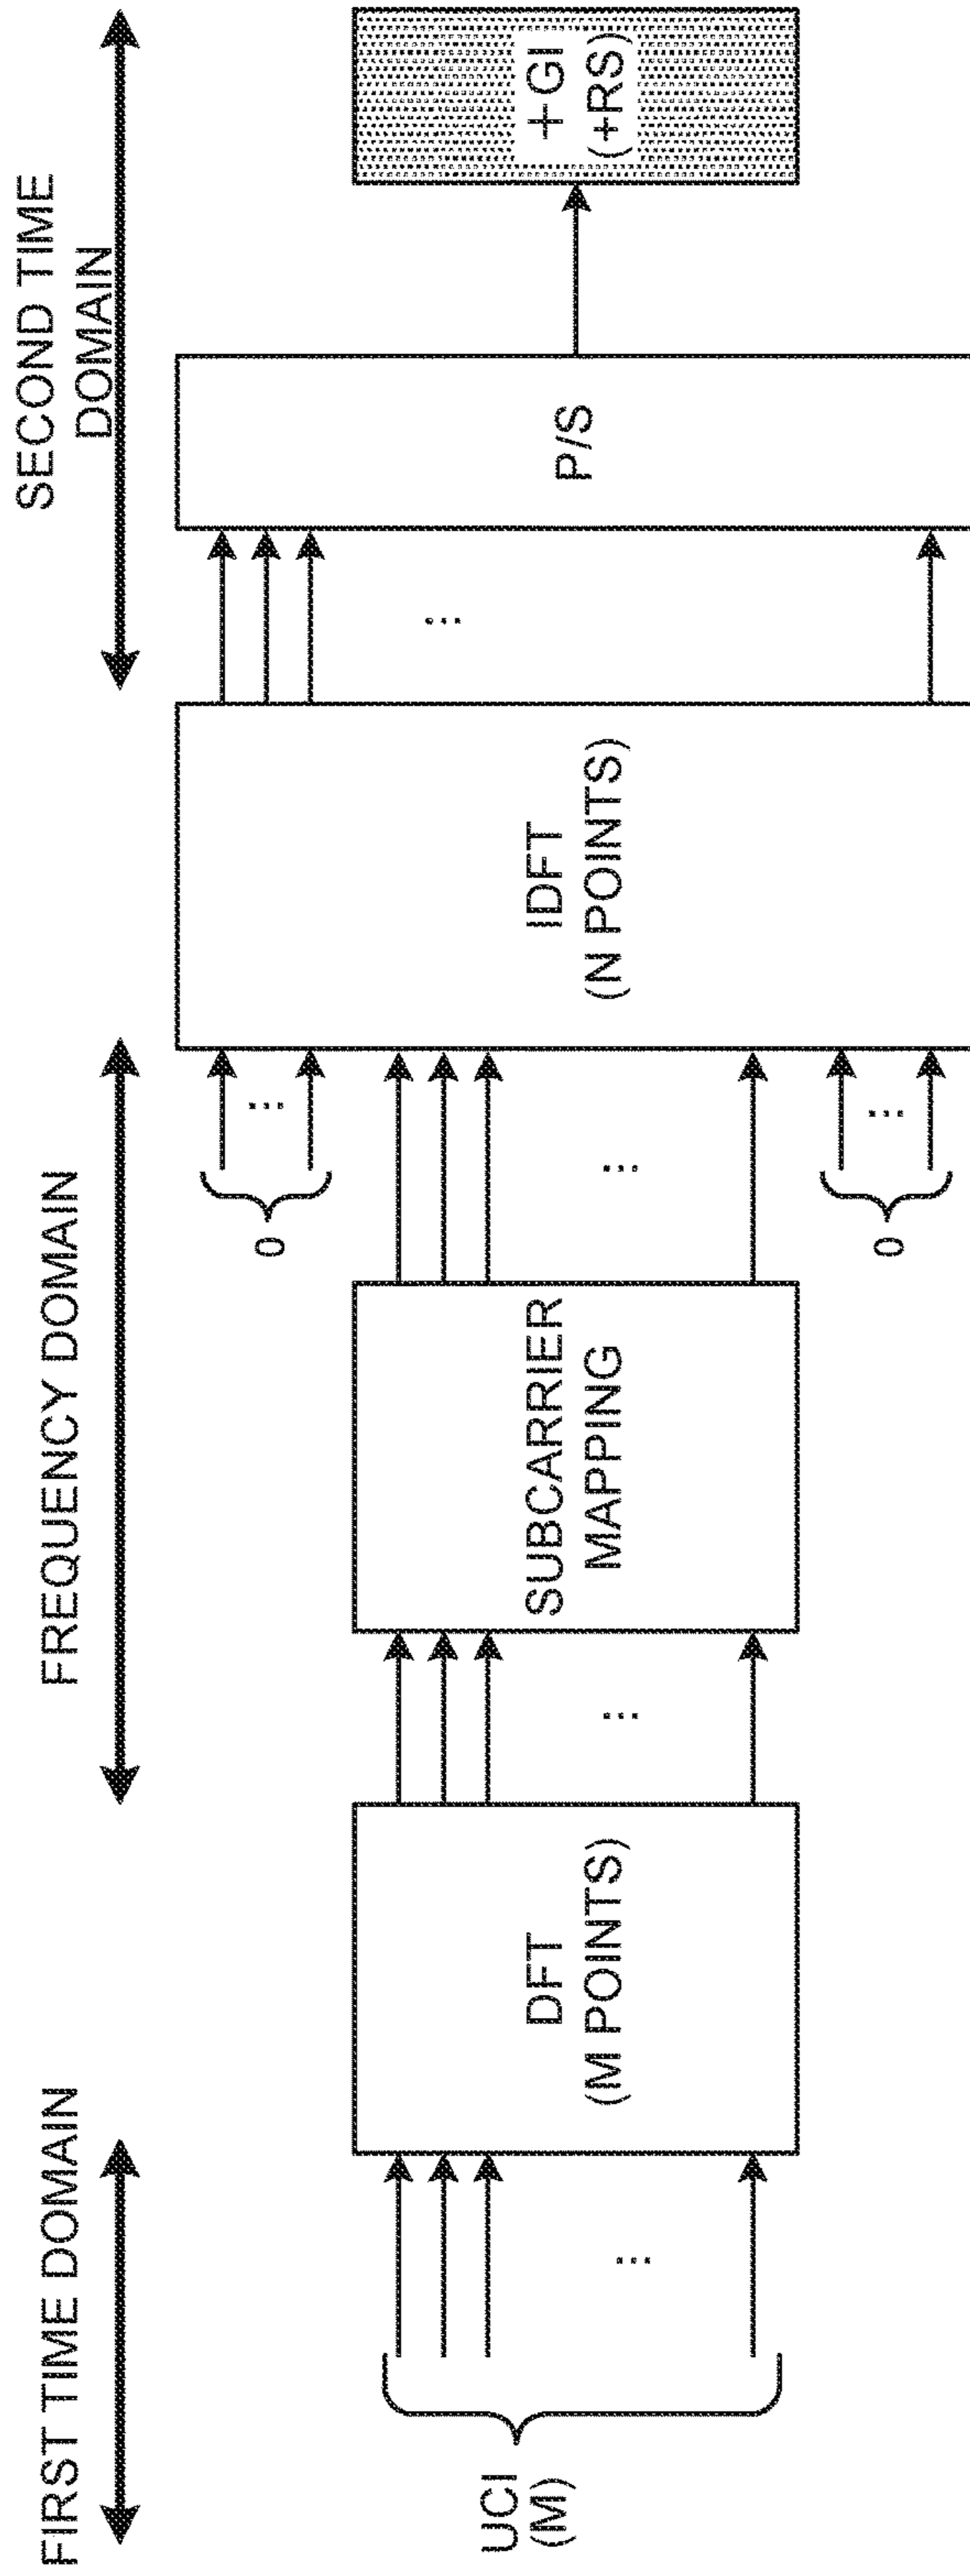 FIRST TIME DOMAIN
FREQUENCY DOMAIN
SECOND TIME
DOMAIN
UCI
(M)
...
DFT
(M POINTS)
...
SUBCARRIER
MAPPING
0
...
...
0
...
IDFT
(N POINTS)
...
P/S
+GI
(+RS)